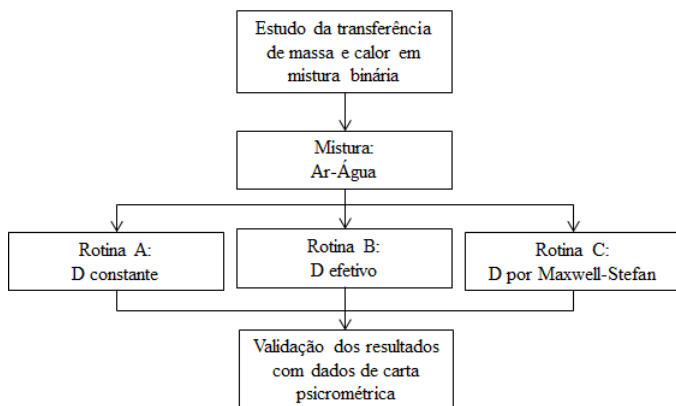 Estudo da transferência
de massa e calor em
mistura binária
Mistura:
Ar-Água
Rotina A:
D constante
Rotina B:
D efetivo
Rotina C:
D por Maxwell-Stefan
Validação dos resultados
com dados de carta
psicrométrica